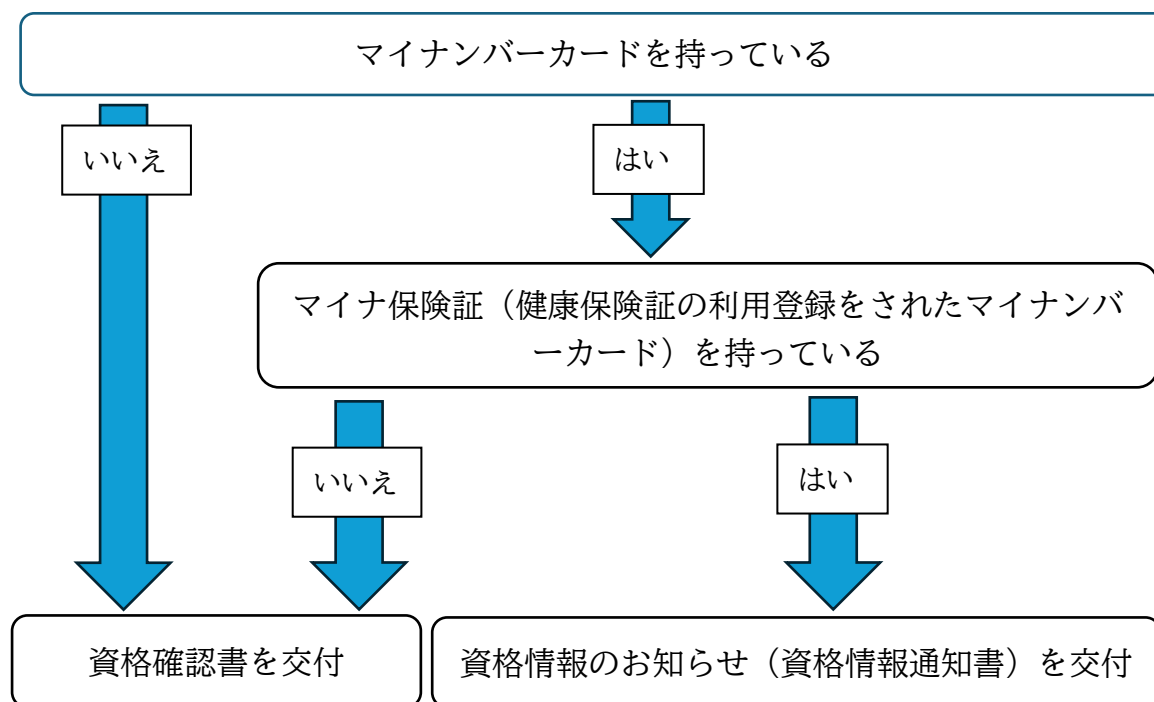 マイナンバーカードを持っている
いいえ
はい
マイナ保険証（健康保険証の利用登録をされたマイナンバ
ーカード）を持っている
いいえ
はい
資格確認書を交付
資格情報のお知らせ（資格情報通知書）を交付